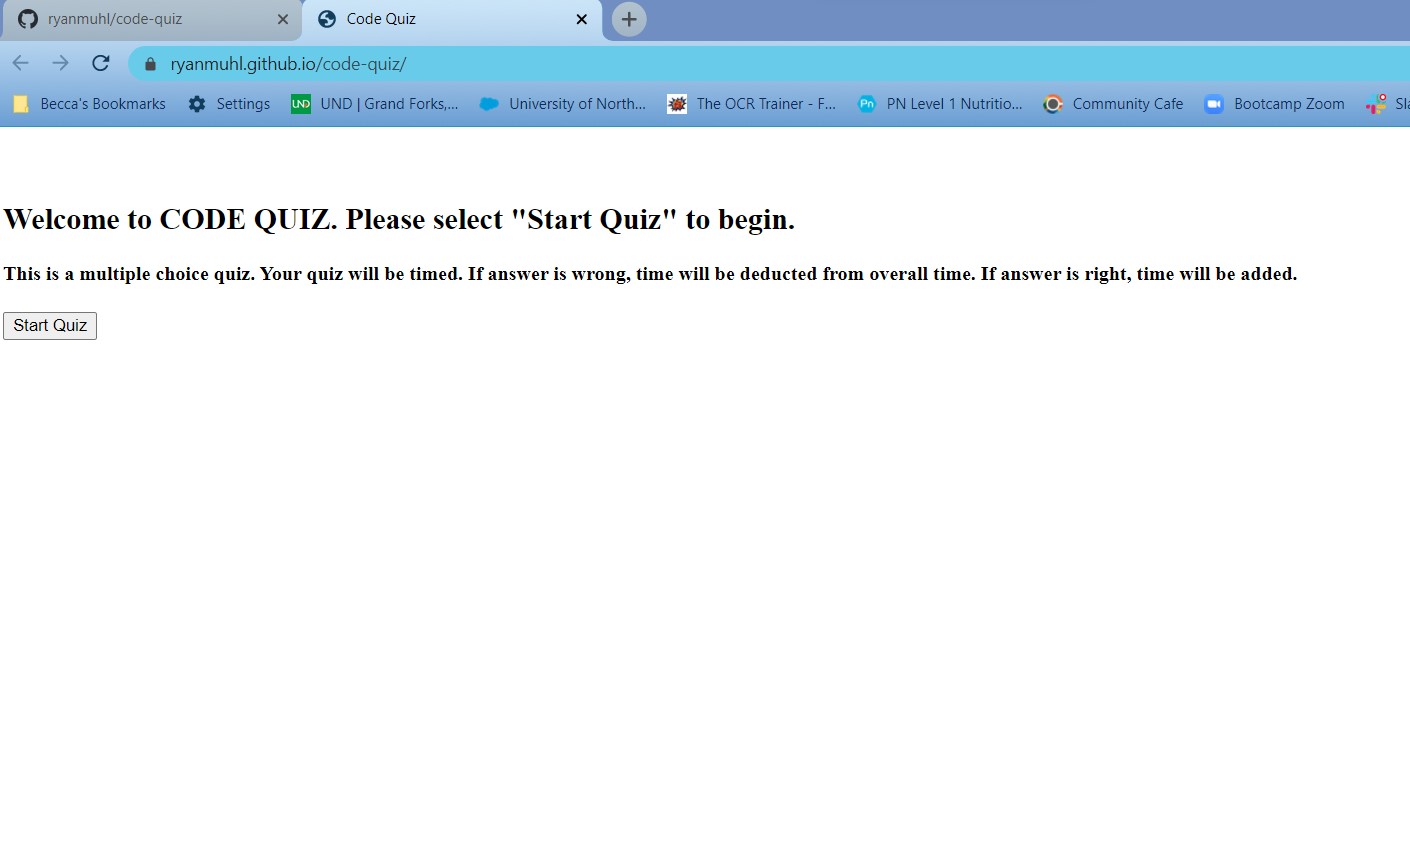 ryanmuhl/code-quiz
Code Quiz
ryanmuhl.github.io/code-quiz/
Becca's Bookmarks Settings UND UND | Grand Forks,... University of North... The OCR Trainer - F... Pn PN Level 1 Nutritio... Community Cafe Bootcamp Zoom Sla
Welcome to CODE QUIZ. Please select "Start Quiz" to begin.
This is a multiple choice quiz. Your quiz will be timed. If answer is wrong, time will be deducted from overall time. If answer is right, time will be added.
Start Quiz